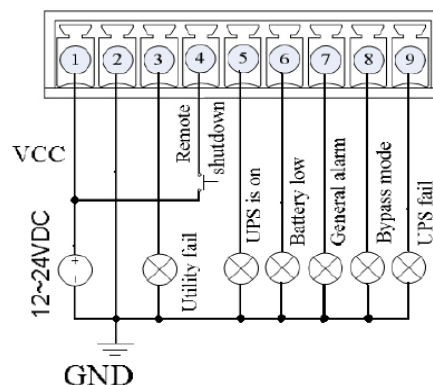 1 2 3 4 5 6 7 8 9
VCC
Remote
shutdown
12~24VDC
Utility fail
UPS is on
Battery low
General alarm
Bypass mode
UPS fail
+
GND